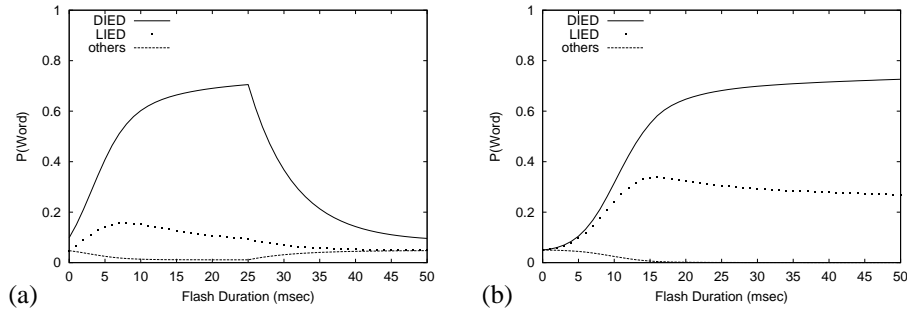 1
0.8
0.6
0.4
0.2
0
P(Word)
DIED
LIED
others
0 5 10 15 20 25 30 35 40 45 50
Flash Duration (msec)
(a)
1
0.8
0.6
0.4
0.2
0
P(Word)
DIED
LIED
others
0 5 10 15 20 25 30 35 40 45 50
Flash Duration (msec)
(b)